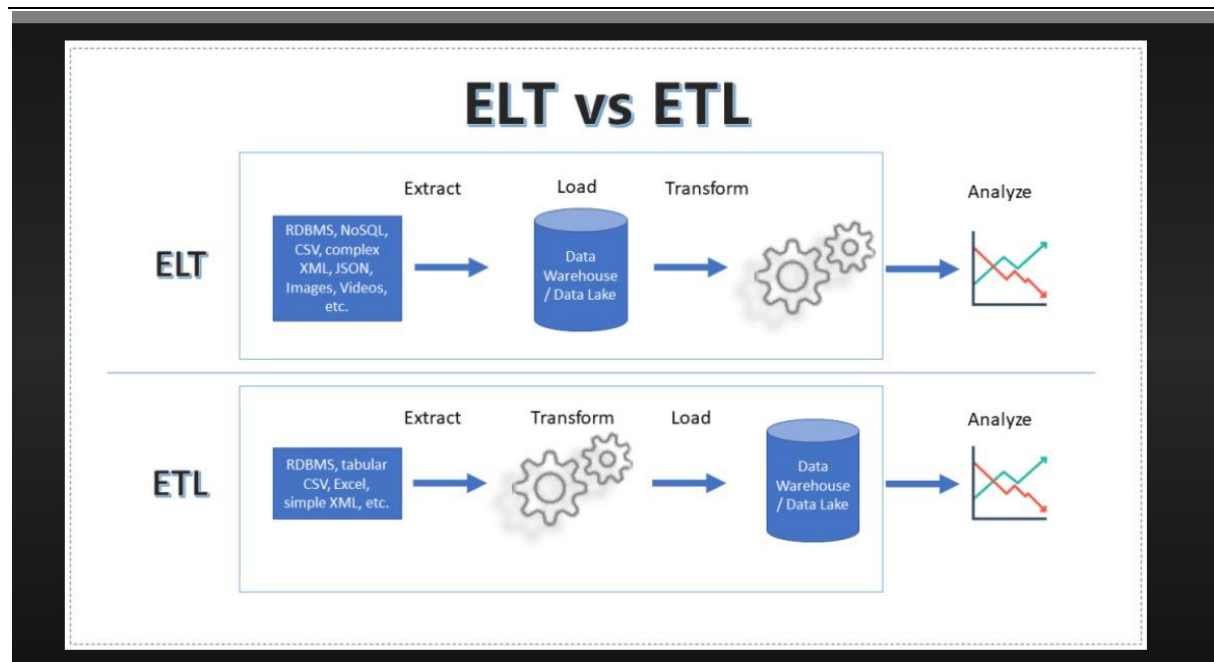 ELT vs ETL
Extract
Load
Transform
Analyze
ELT
RDBMS, NoSQL,
CSV, complex
XML, JSON,
Images, Videos,
etc.
Data
Warehouse
/ Data Lake
Extract
Transform
Load
Analyze
ETL
RDBMS, tabular
CSV, Excel,
simple XML, etc.
Data
Warehouse
/ Data Lake